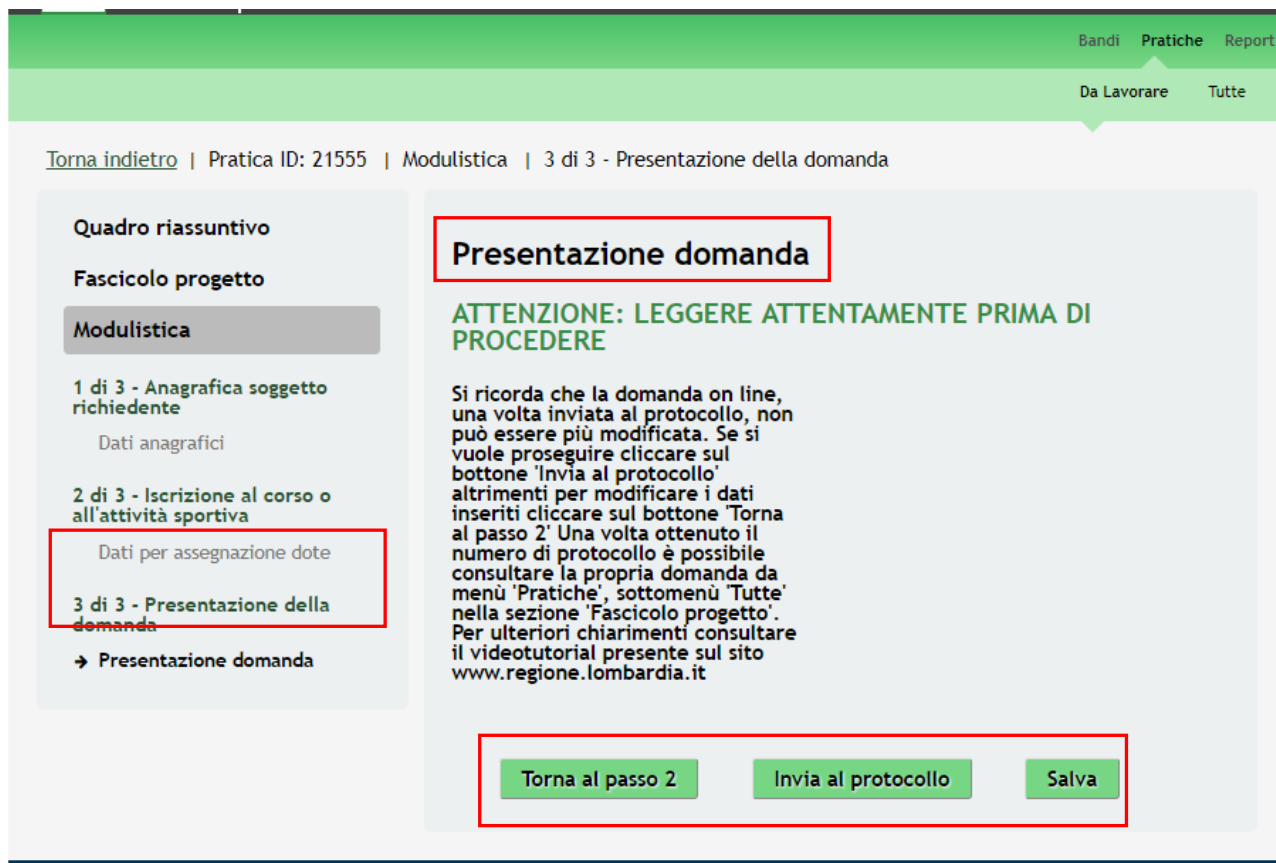 Bandi Pratiche Report
Da Lavorare Tutte
Torna indietro | Pratica ID: 21555 | Modulistica | 3 di 3 - Presentazione della domanda
Quadro riassuntivo
Fascicolo progetto
Modulistica
1 di 3 - Anagrafica soggetto
richiedente
Dati anagrafici
2 di 3 - Iscrizione al corso o
all'attività sportiva
Dati per assegnazione dote
3 di 3 - Presentazione della
domanda
→ Presentazione domanda
Presentazione domanda
ATTENZIONE: LEGGERE ATTENTAMENTE PRIMA DI
PROCEDERE
Si ricorda che la domanda on line,
una volta inviata al protocollo, non
può essere più modificata. Se si
vuole proseguire cliccare sul
bottone 'Invia al protocollo'
altrimenti per modificare i dati
inseriti cliccare sul bottone 'Torna
al passo 2' Una volta ottenuto il
numero di protocollo è possibile
consultare la propria domanda da
menù 'Pratiche', sottomenù 'Tutte'
nella sezione 'Fascicolo progetto'.
Per ulteriori chiarimenti consultare
il videotutorial presente sul sito
www.regione.lombardia.it
Torna al passo 2 Invia al protocollo Salva